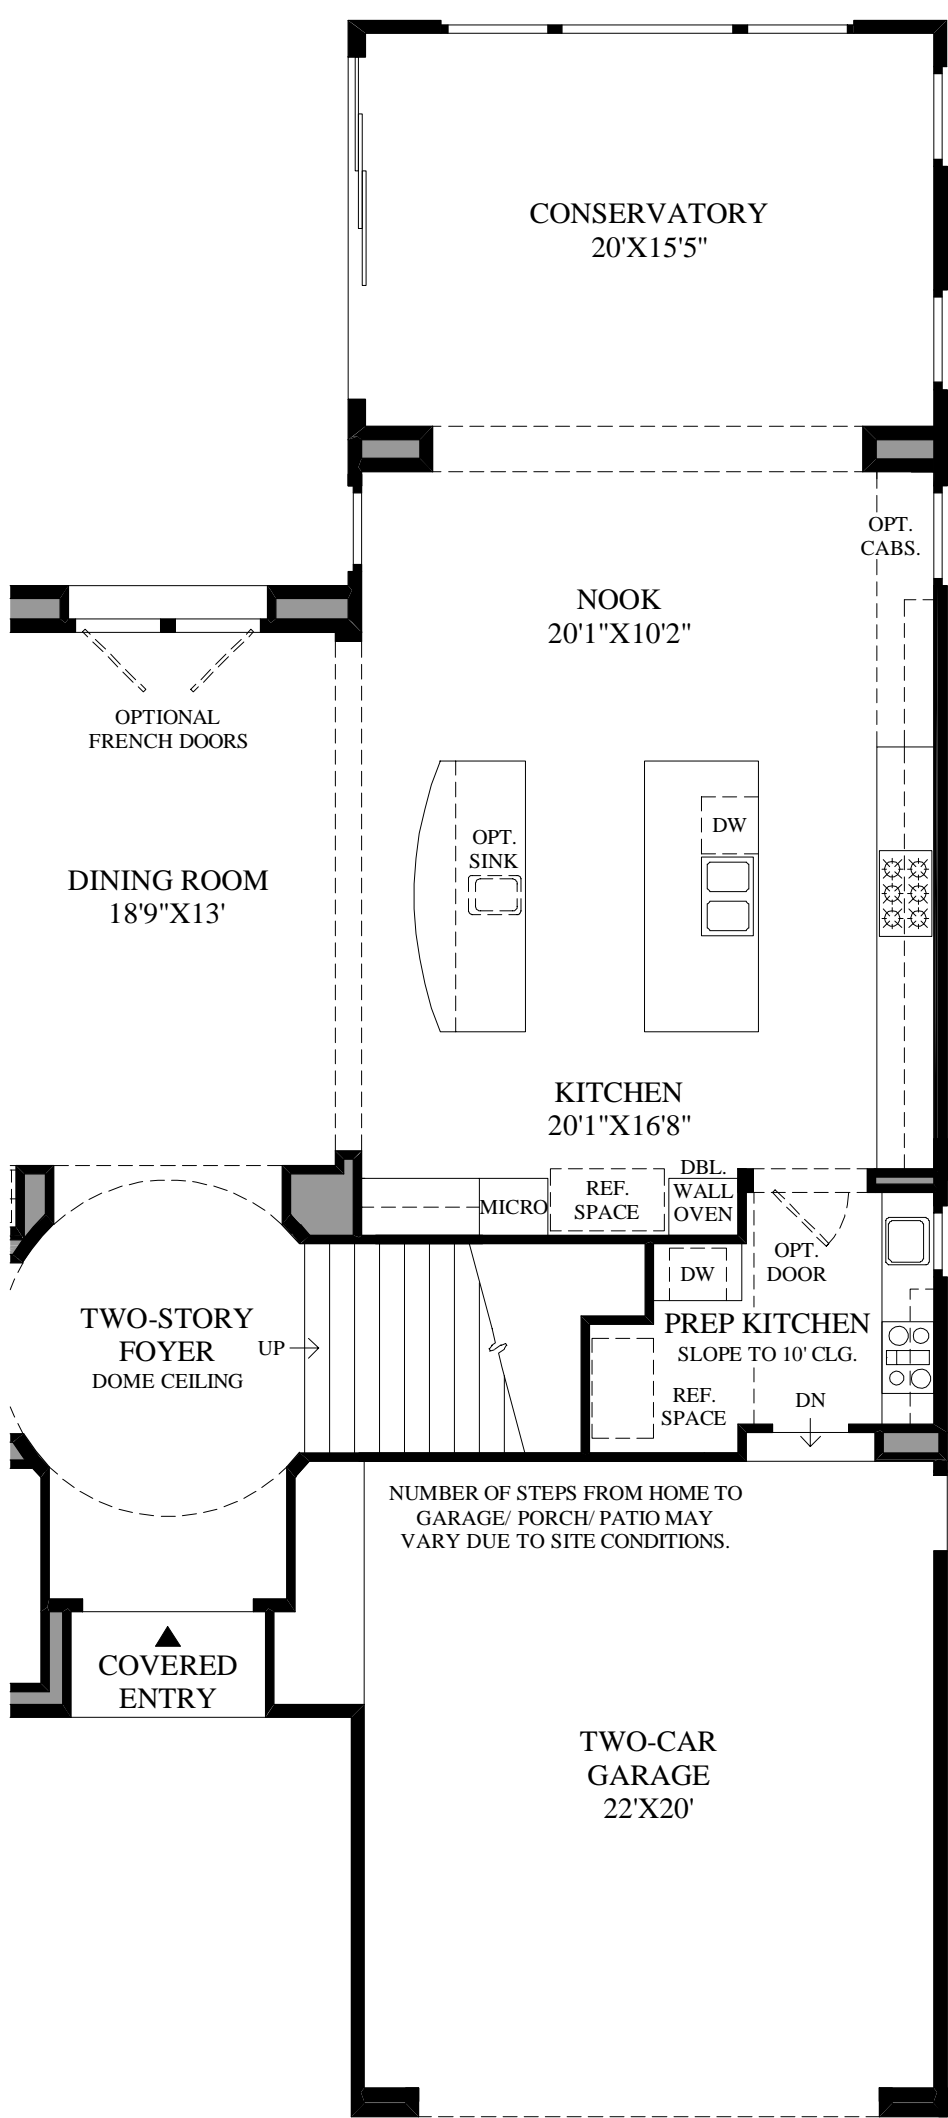 CONSERVATORY
20'X15'5"
OPT.
CABS.
NOOK
20'1"X10'2"
OPTIONAL
FRENCH DOORS
DW
OPT.
SINK
DINING ROOM
18'9"X13'
KITCHEN
20'1"X16'8"
MICRO
REF.
SPACE
DBL.
WALL
OVEN
OPT.
DOOR
DW
PREP KITCHEN
SLOPE TO 10' CLG.
REF.
SPACE
DN
TWO-STORY
FOYER
DOME CEILING
UP
NUMBER OF STEPS FROM HOME TO
GARAGE/ PORCH/ PATIO MAY
VARY DUE TO SITE CONDITIONS.
COVERED
ENTRY
TWO-CAR
GARAGE
22'X20'